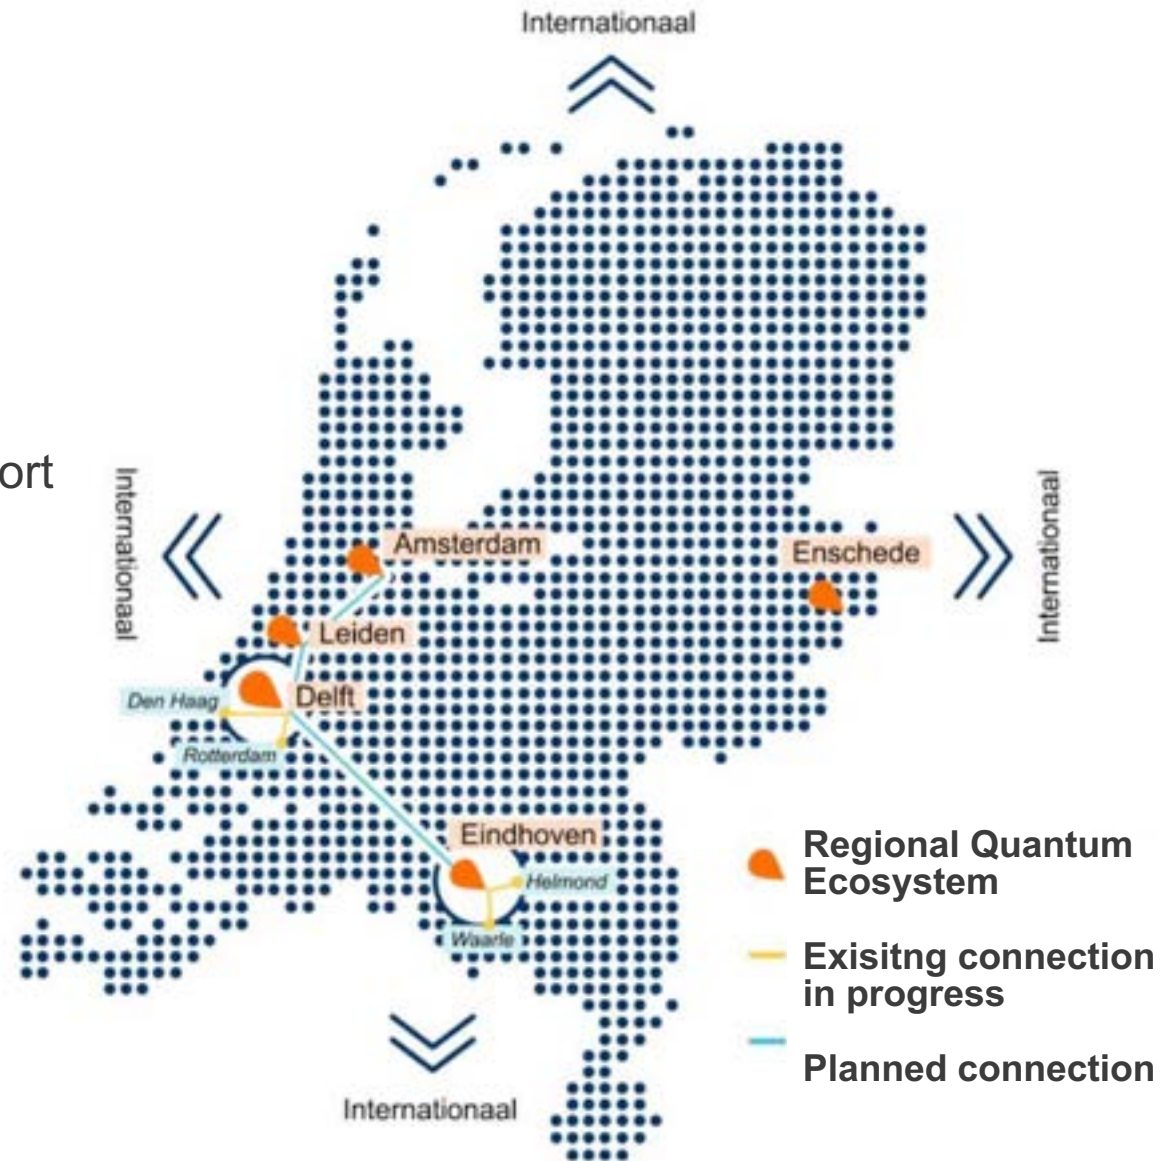 Internationaal
ort
Internationaal
Internationaal
Amsterdam
Enschede
Leiden
Den Haag
Delft
Rotterdam
Eindhoven
Helmond
Waarle
Regional Quantum
Ecosystem
Exisitng connection
in progress
Planned connection
Internationaal